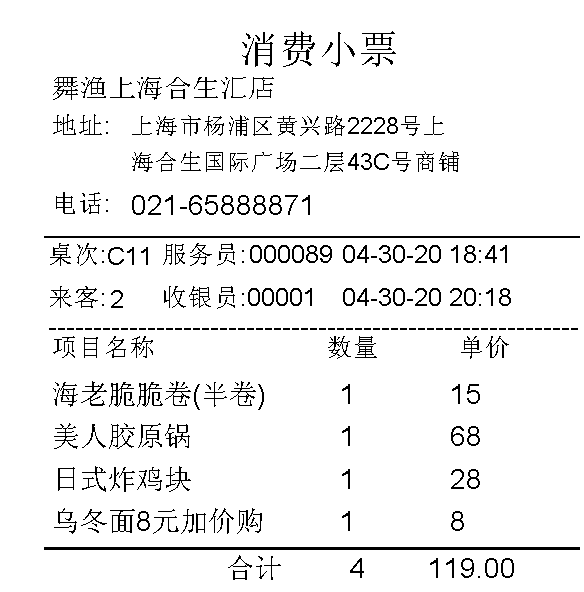 消费小票
舞渔上海合生汇店
地址: 上海市杨浦区黄兴路2228号上
海合生国际广场二层43C号商铺
电话: 021-65888871
桌次:C11 服务员:000089 04-30-20 18:41
来客:2 收银员:00001 04-30-20 20:18
项目名称 数量 单价
海老脆脆卷(半卷) 1 15
美人胶原锅 1 68
日式炸鸡块 1 28
乌冬面8元加价购 1 8
合计 4 119.00